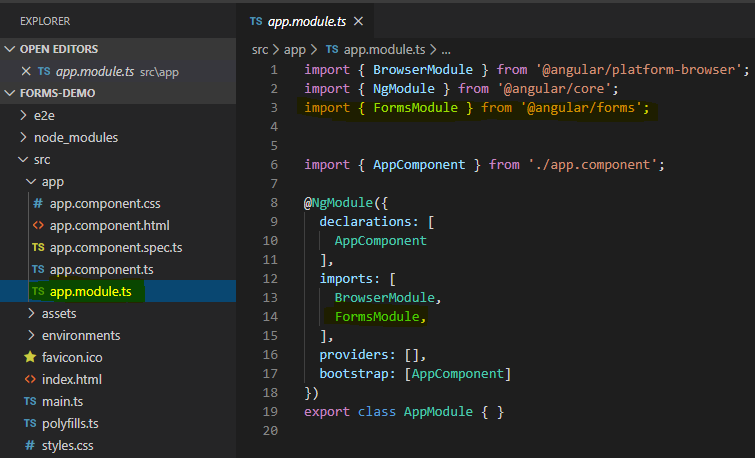 EXPLORER
OPEN EDITORS
TS app.module.ts src\app
FORMS-DEMO
e2e
node_modules
src
app
# app.component.css
<> app.component.html
TS app.component.spec.ts
TS app.component.ts
TS app.module.ts
assets
environments
favicon.ico
<> index.html
TS main.ts
TS polyfills.ts
# styles.css
TS app.module.ts
src > app > TS app.module.ts > ...
1 import { BrowserModule } from '@angular/platform-browser';
2 import { NgModule } from '@angular/core';
3 import { FormsModule } from '@angular/forms';
4
5
6 import { AppComponent } from './app.component';
7
8 @NgModule({
9 declarations: [
10 AppComponent
11 ],
12 imports: [
13 BrowserModule,
14 FormsModule,
15 ],
16 providers: [],
17 bootstrap: [AppComponent]
18 })
19 export class AppModule { }
20